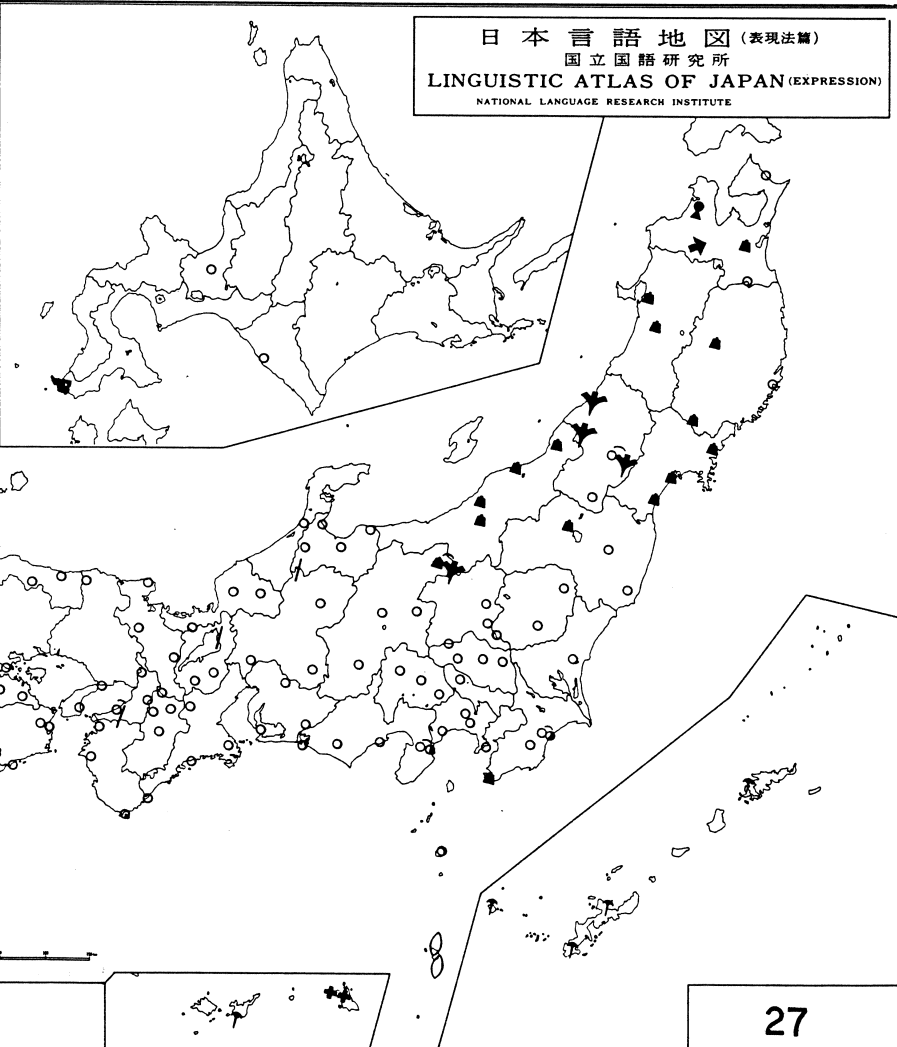 日本言語地図(表現法篇)
国立国語研究所
LINGUISTIC ATLAS OF JAPAN (EXPRESSION)
NATIONAL LANGUAGE RESEARCH INSTITUTE
27